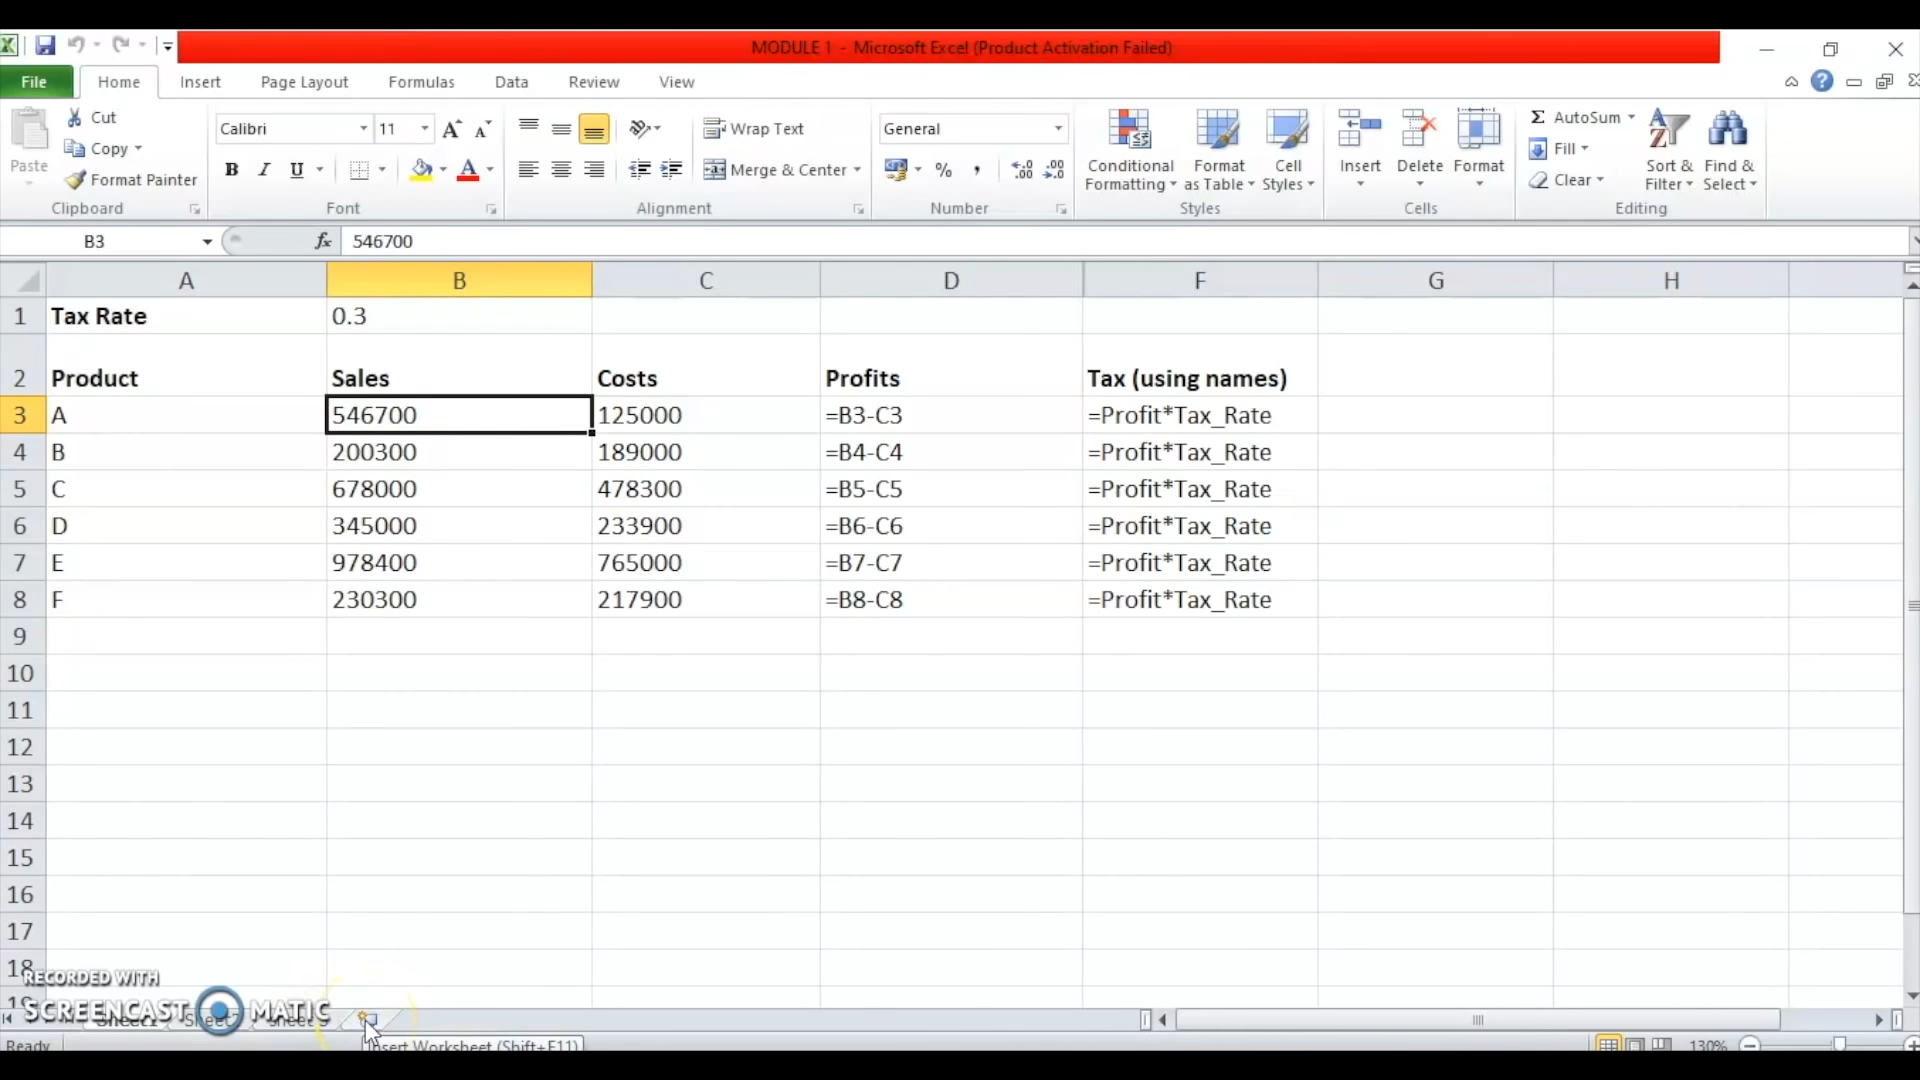 MODULE 1 - Microsoft Excel (Product Activation Failed)
File Home Insert Page Layout Formulas Data Review View
Paste
Cut
Copy
Format Painter
Clipboard
Calibri 11
B I U
Font
Wrap Text
Merge & Center
Alignment
General
% ,
Number
Conditional Formatting
Format as Table
Cell Styles
Styles
Insert Delete Format
Cells
Σ AutoSum
Fill
Clear
Sort & Filter
Find & Select
Editing
B3 fx 546700
A B C D F G H
1 Tax Rate 0.3
2 Product Sales Costs Profits Tax (using names)
3 A 546700 125000 =B3-C3 =Profit*Tax_Rate
4 B 200300 189000 =B4-C4 =Profit*Tax_Rate
5 C 678000 478300 =B5-C5 =Profit*Tax_Rate
6 D 345000 233900 =B6-C6 =Profit*Tax_Rate
7 E 978400 765000 =B7-C7 =Profit*Tax_Rate
8 F 230300 217900 =B8-C8 =Profit*Tax_Rate
9
10
11
12
13
14
15
16
17
18
19
RECORDED WITH
SCREENCAST MATIC
Ready Insert Worksheet (Shift+F11) 130%